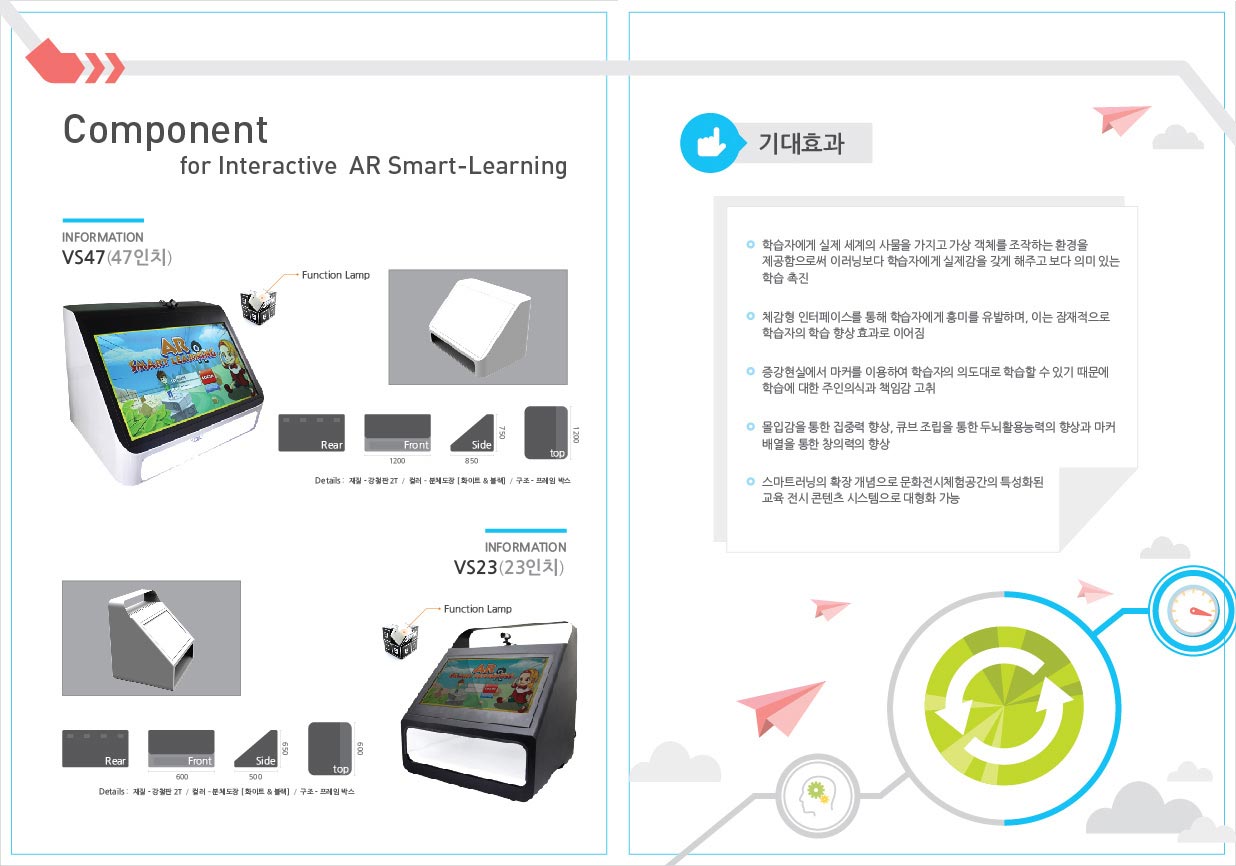 Component
for Interactive AR Smart-Learning
INFORMATION
VS47(47인치)
Function Lamp
AR
SMART LEARNING
Rear
Front
Side
top
1200
850
750
1200
Details : 재질 - 강철판 2T / 컬러 - 분체도장 [화이트 & 블랙] / 구조 - 프레임 박스
INFORMATION
VS23(23인치)
Function Lamp
AR
SMART LEARNING
Rear
Front
Side
top
600
500
650
600
Details : 재질 - 강철판 2T / 컬러 - 분체도장 [화이트 & 블랙] / 구조 - 프레임 박스
기대효과
학습자에게 실제 세계의 사물을 가지고 가상 객체를 조작하는 환경을
제공함으로써 이러닝보다 학습자에게 실제감을 갖게 해주고 보다 의미 있는
학습 촉진
체감형 인터페이스를 통해 학습자에게 흥미를 유발하며, 이는 잠재적으로
학습자의 학습 향상 효과로 이어짐
증강현실에서 마커를 이용하여 학습자의 의도대로 학습할 수 있기 때문에
학습에 대한 주인의식과 책임감 고취
몰입감을 통한 집중력 향상, 큐브 조립을 통한 두뇌활용능력의 향상과 마커
배열을 통한 창의력의 향상
스마트러닝의 확장 개념으로 문화전시체험공간의 특성화된
교육 전시 콘텐츠 시스템으로 대형화 가능